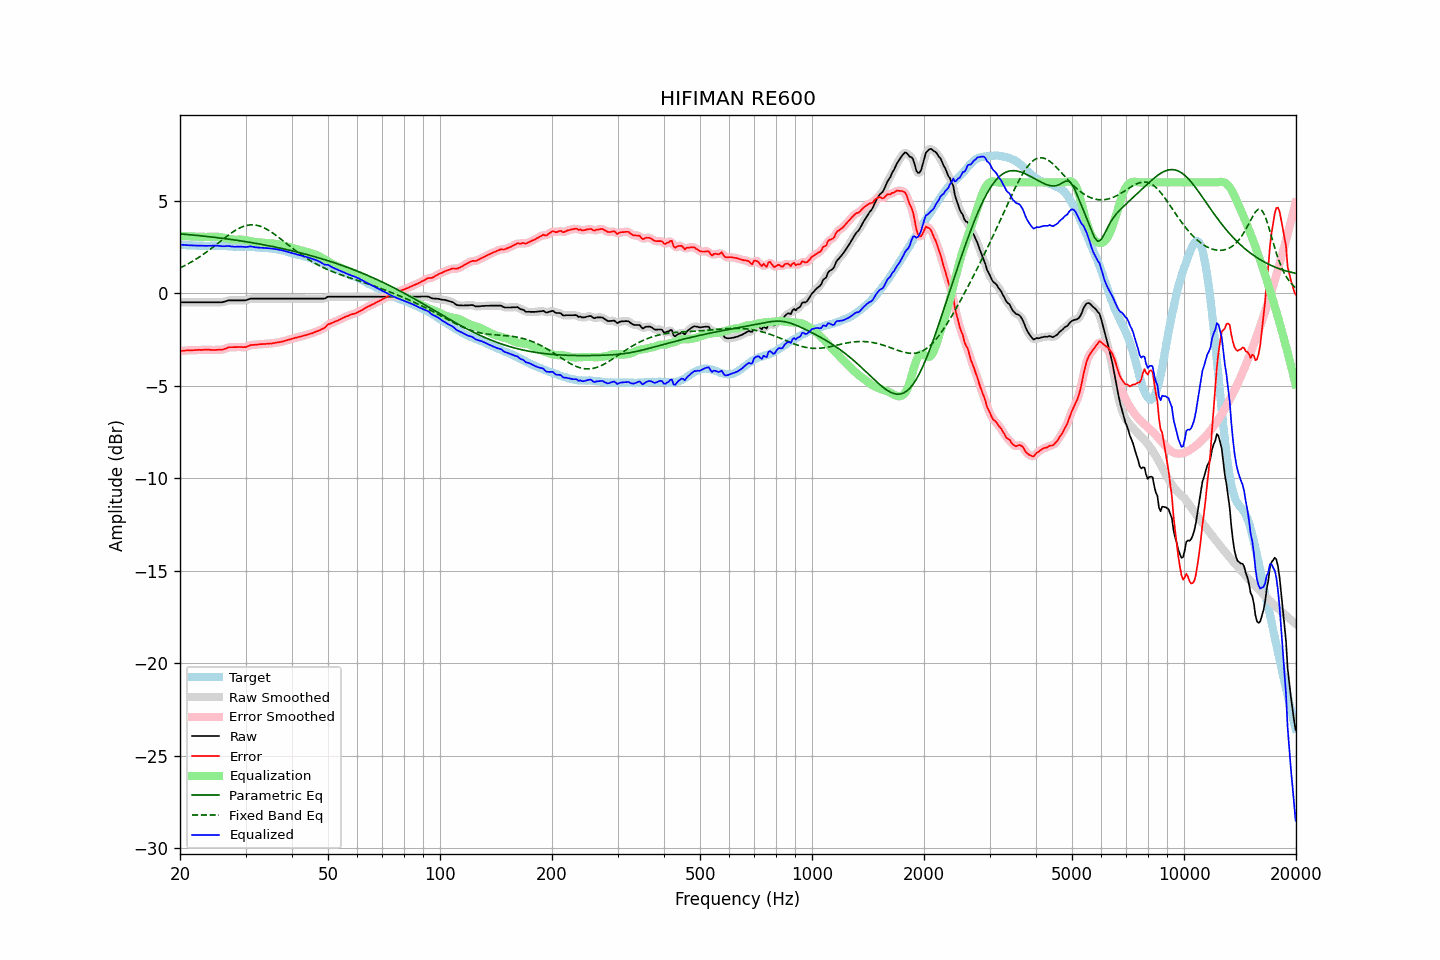 HIFIMAN RE600
5
0
−5
−10
−15
−20
−25
−30
Amplitude (dBr)
Target
Raw Smoothed
Error Smoothed
Raw
Error
Equalization
Parametric Eq
Fixed Band Eq
Equalized
20 50 100 200 500 1000 2000 5000 10000 20000
Frequency (Hz)